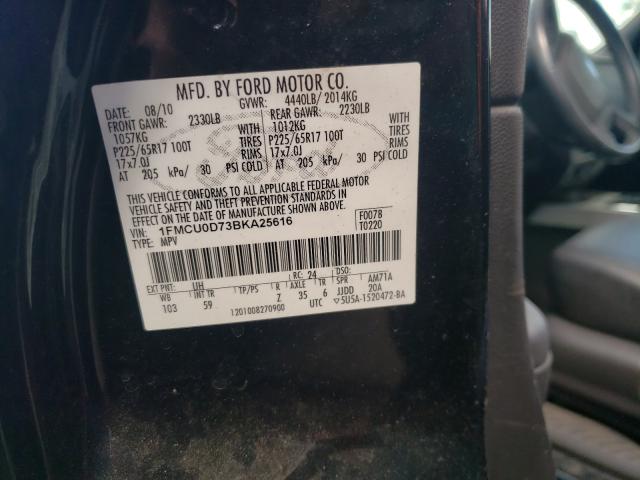 MFD. BY FORD MOTOR CO.
DATE: 08/10 GVWR: 4440LB/ 2014KG
FRONT GAWR: 2330LB REAR GAWR: 2230LB
1057KG WITH 1012KG WITH
P225/65R17 100T TIRES P225/65R17 100T TIRES
17x7.0J RIMS 17x7.0J RIMS
AT 205 kPa/ 30 PSI COLD AT 205 kPa/ 30 PSI COLD
THIS VEHICLE CONFORMS TO ALL APPLICABLE FEDERAL MOTOR
VEHICLE SAFETY AND THEFT PREVENTION STANDARDS IN
EFFECT ON THE DATE OF MANUFACTURE SHOWN ABOVE.
VIN: 1FMCU0D73BKA25616 F0078
TYPE: MPV T0220
EXT PNT: UH RC: 24 DSO:
WB INT TR TP/PS R AXLE TR SPR AM71A
103 59 Z 35 6 JJDD 20A
1201008270900 UTC 5U5A-1520472-BA